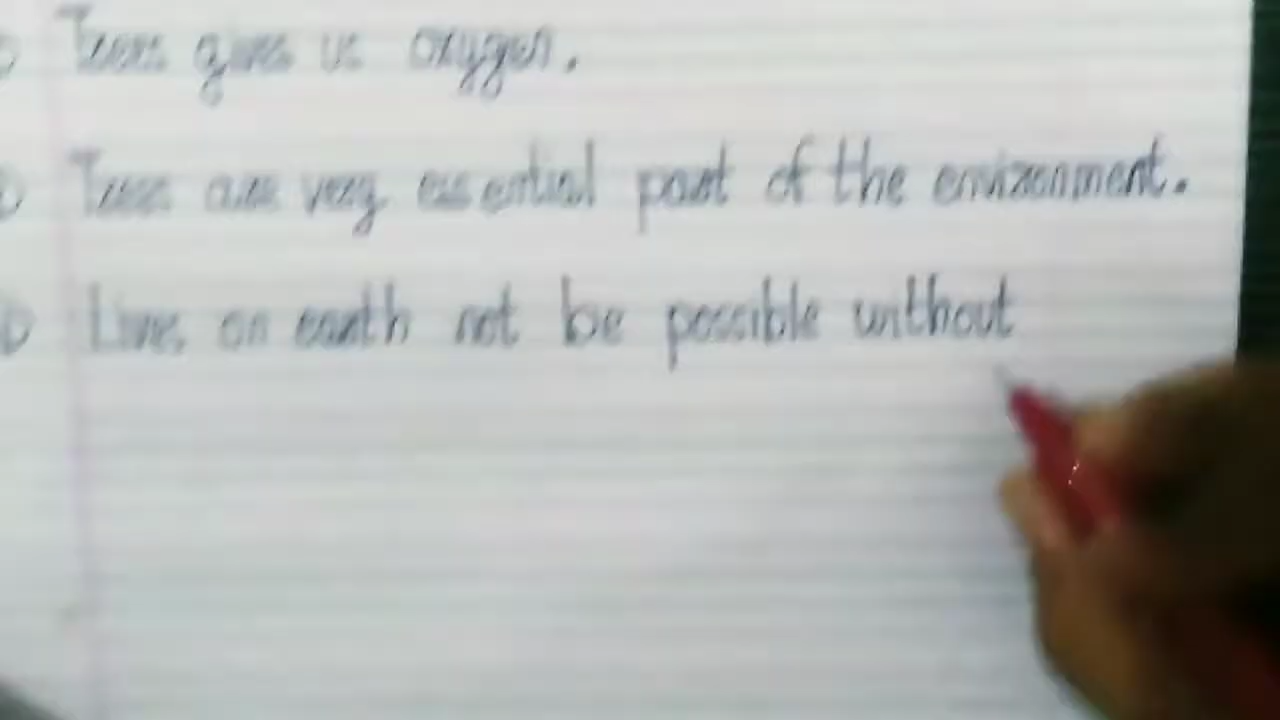 Trees gives us oxygen.
Trees are very essential part of the environment.
Lives on earth not be possible without